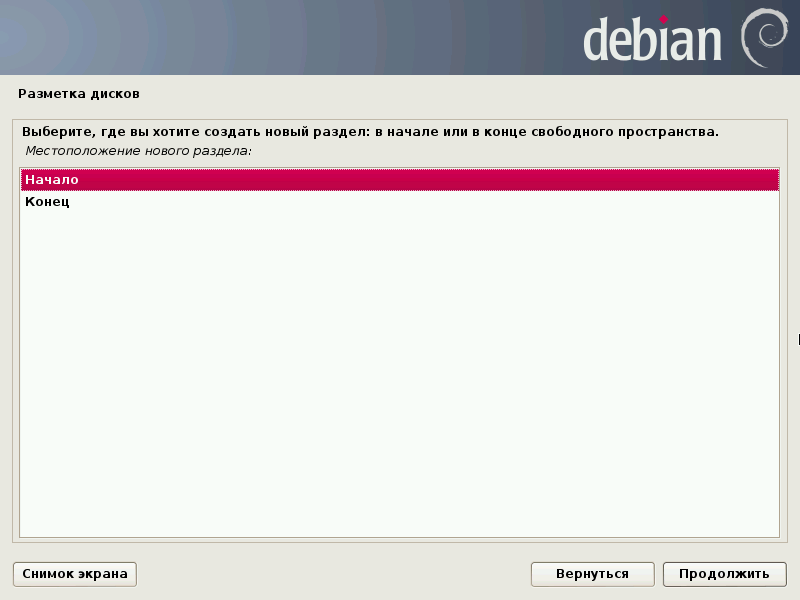 debian
Разметка дисков
Выберите, где вы хотите создать новый раздел: в начале или в конце свободного пространства.
Местоположение нового раздела:
Начало
Конец
Снимок экрана
Вернуться
Продолжить